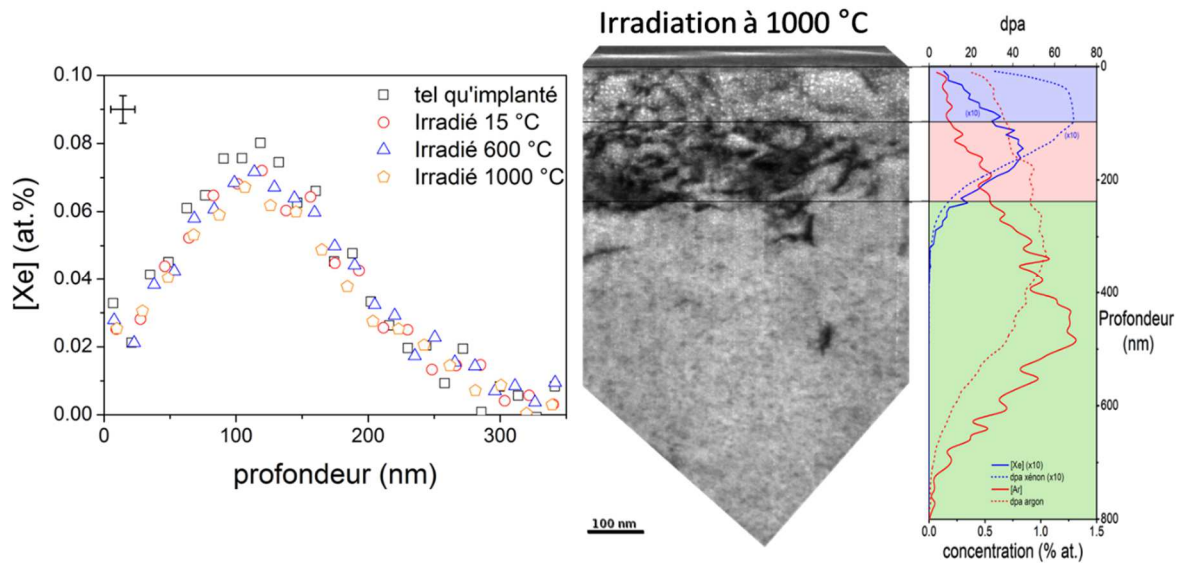 0.10
0.08
0.06
0.04
0.02
0.00
[Xe] (at.%)
0 100 200 300
profondeur (nm)
tel qu'implanté
Irradié 15 °C
Irradié 600 °C
Irradié 1000 °C
Irradiation à 1000 °C
100 nm
dpa
0 20 40 60 80
(x10)
(x10)
0
200
400
Profondeur
(nm)
600
800
[Xe] (x10)
dpa xénon (x10)
[Ar]
dpa argon
0.0 0.5 1.0 1.5
concentration (% at.)